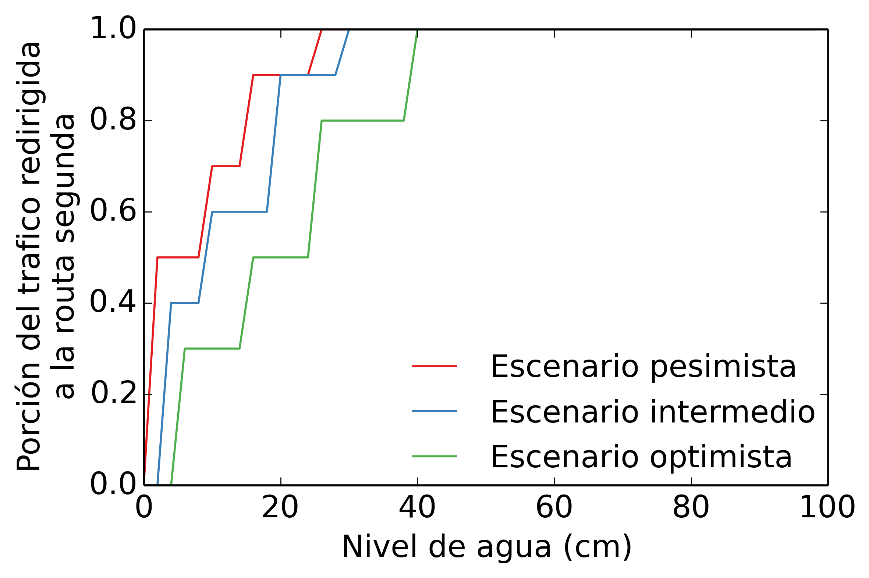 Porción del trafico redirigida
a la routa segunda
1.0
0.8
0.6
0.4
0.2
0.0
0 20 40 60 80 100
Nivel de agua (cm)
Escenario pesimista
Escenario intermedio
Escenario optimista